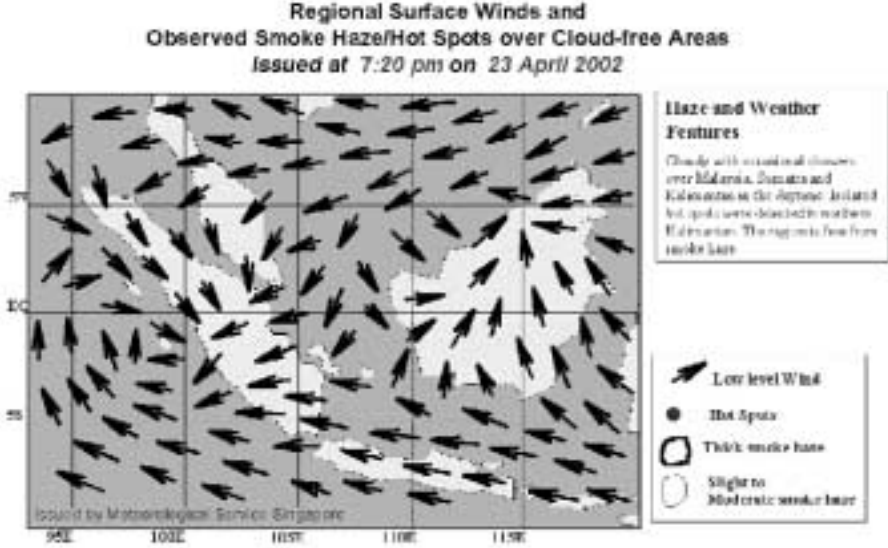 Regional Surface Winds and
Observed Smoke Haze/Hot Spots over Cloud-free Areas
Issued at 7:20 pm on 23 April 2002
Haze and Weather
Features
Cloudy with occasional showers
over Malaysia, Sumatra and
Kalimantan in the daytime. Isolated
hot spots were detected in northern
Kalimantan. The region is free from
smoke haze
5N
EQ
5S
95E 100E 105E 110E 115E
Low level Wind
Hot Spots
Thick smoke haze
Slight to
Moderate smoke haze
Issued by Meteorological Service Singapore